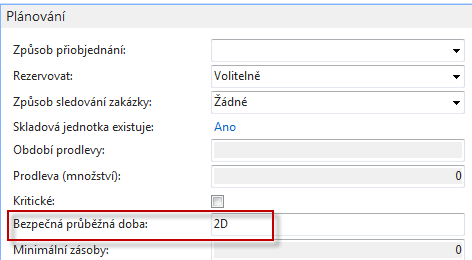 Plánování
Způsob přiobjednání:
Rezervovat: Volitelně
Způsob sledování zakázky: Žádné
Skladová jednotka existuje: Ano
Období prodlevy:
Prodleva (množství): 0
Kritické:
Bezpečná průběžná doba: 2D
Minimální zásoby: 0